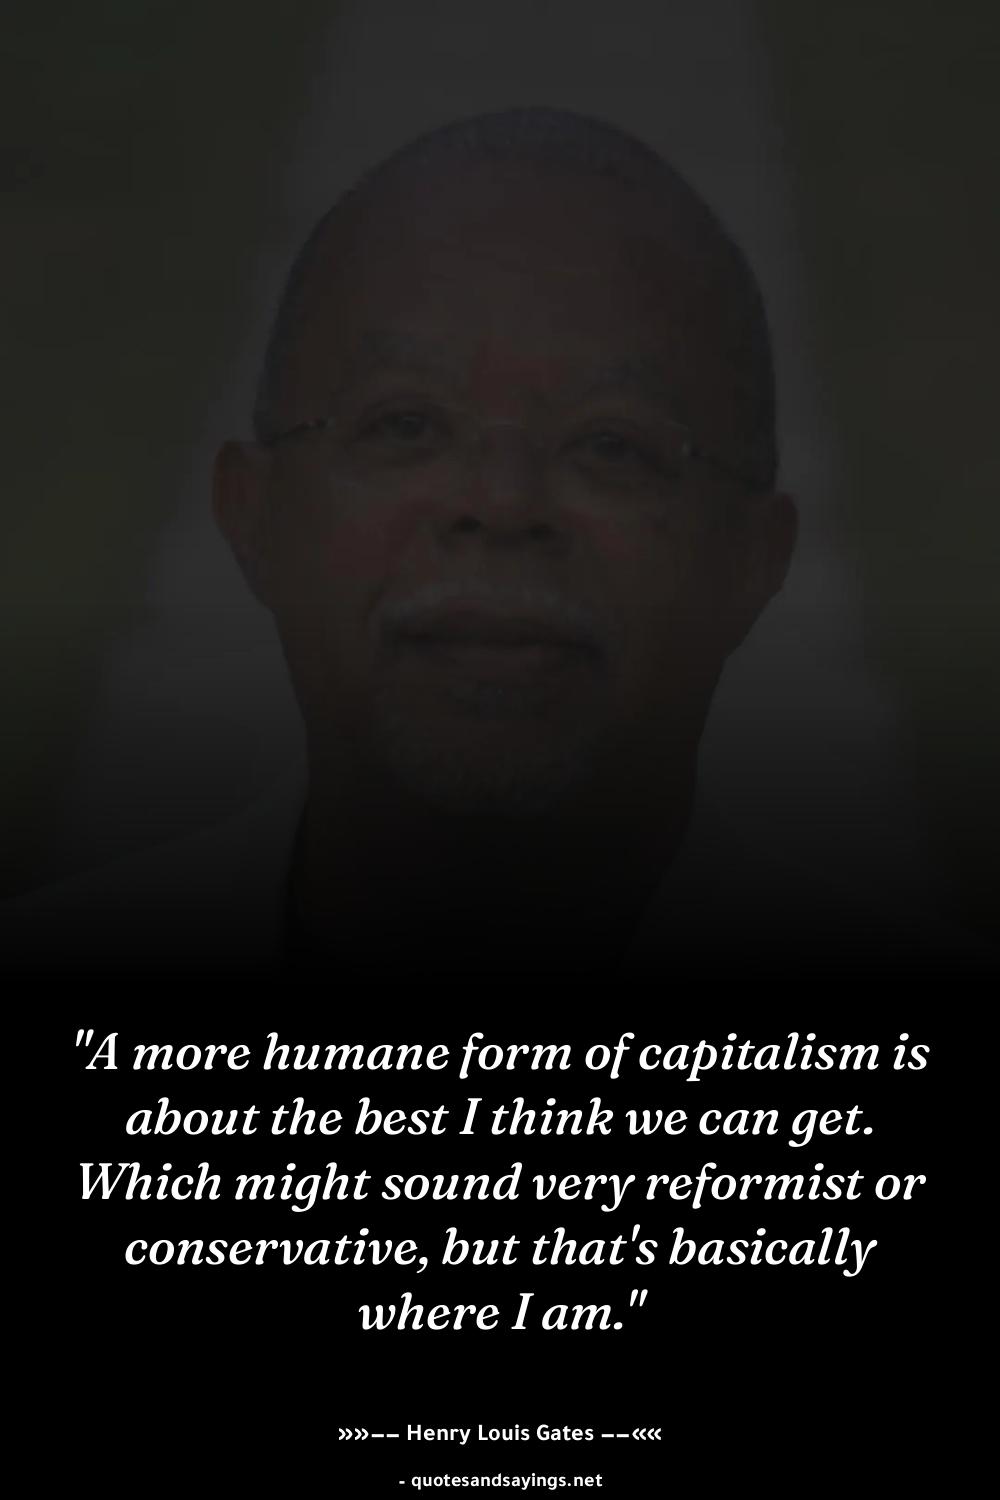 "A more humane form of capitalism is
about the best I think we can get.
Which might sound very reformist or
conservative, but that's basically
where I am."
»»–– Henry Louis Gates ––««
- quotesandsayings.net